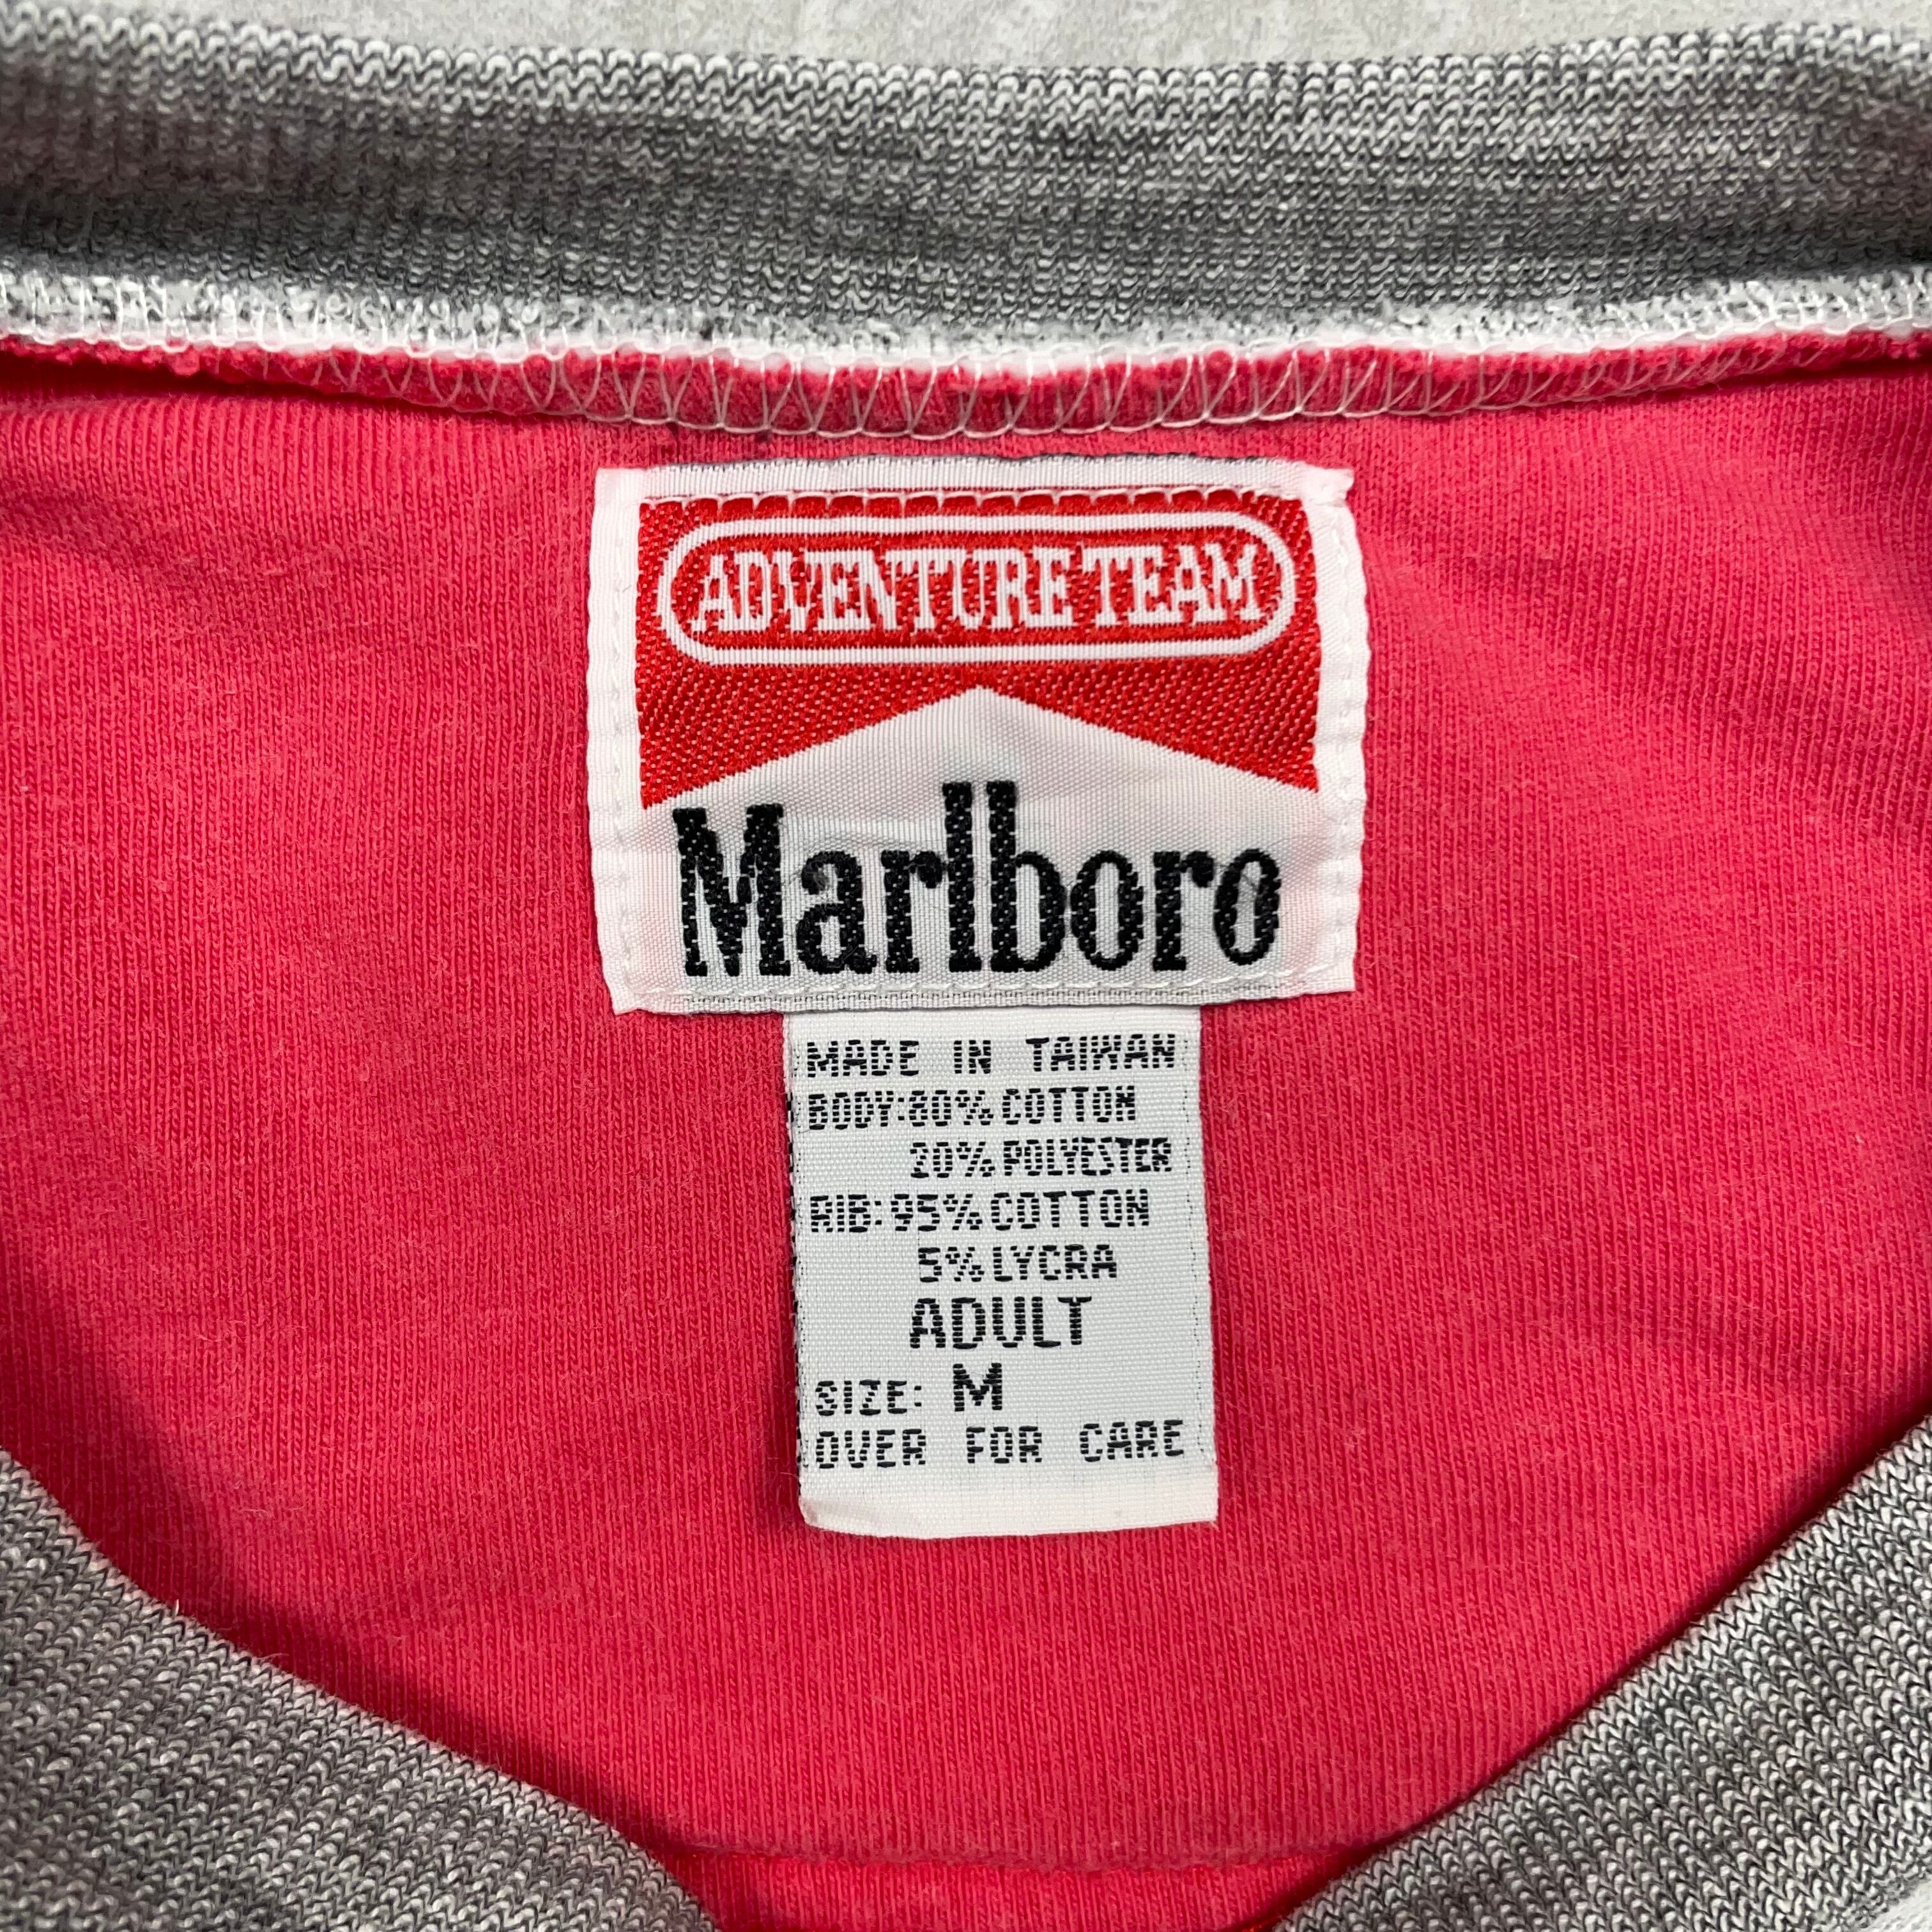 ADVENTURE TEAM
Marlboro
MADE IN TAIWAN
BODY:80% COTTON
20% POLYESTER
RIB:95% COTTON
5% LYCRA
ADULT
SIZE: M
OVER FOR CARE